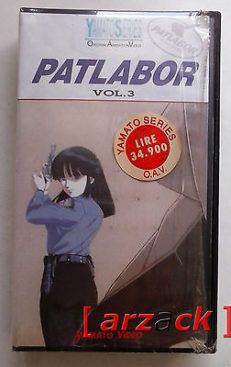 YAMATO SERIES
ORIGINAL ANIMATION VIDEO
PATLABOR
PATLABOR
VOL.3
YAMATO SERIES
LIRE
34.900
O.A.V.
[ arzack ]
YAMATO VIDEO